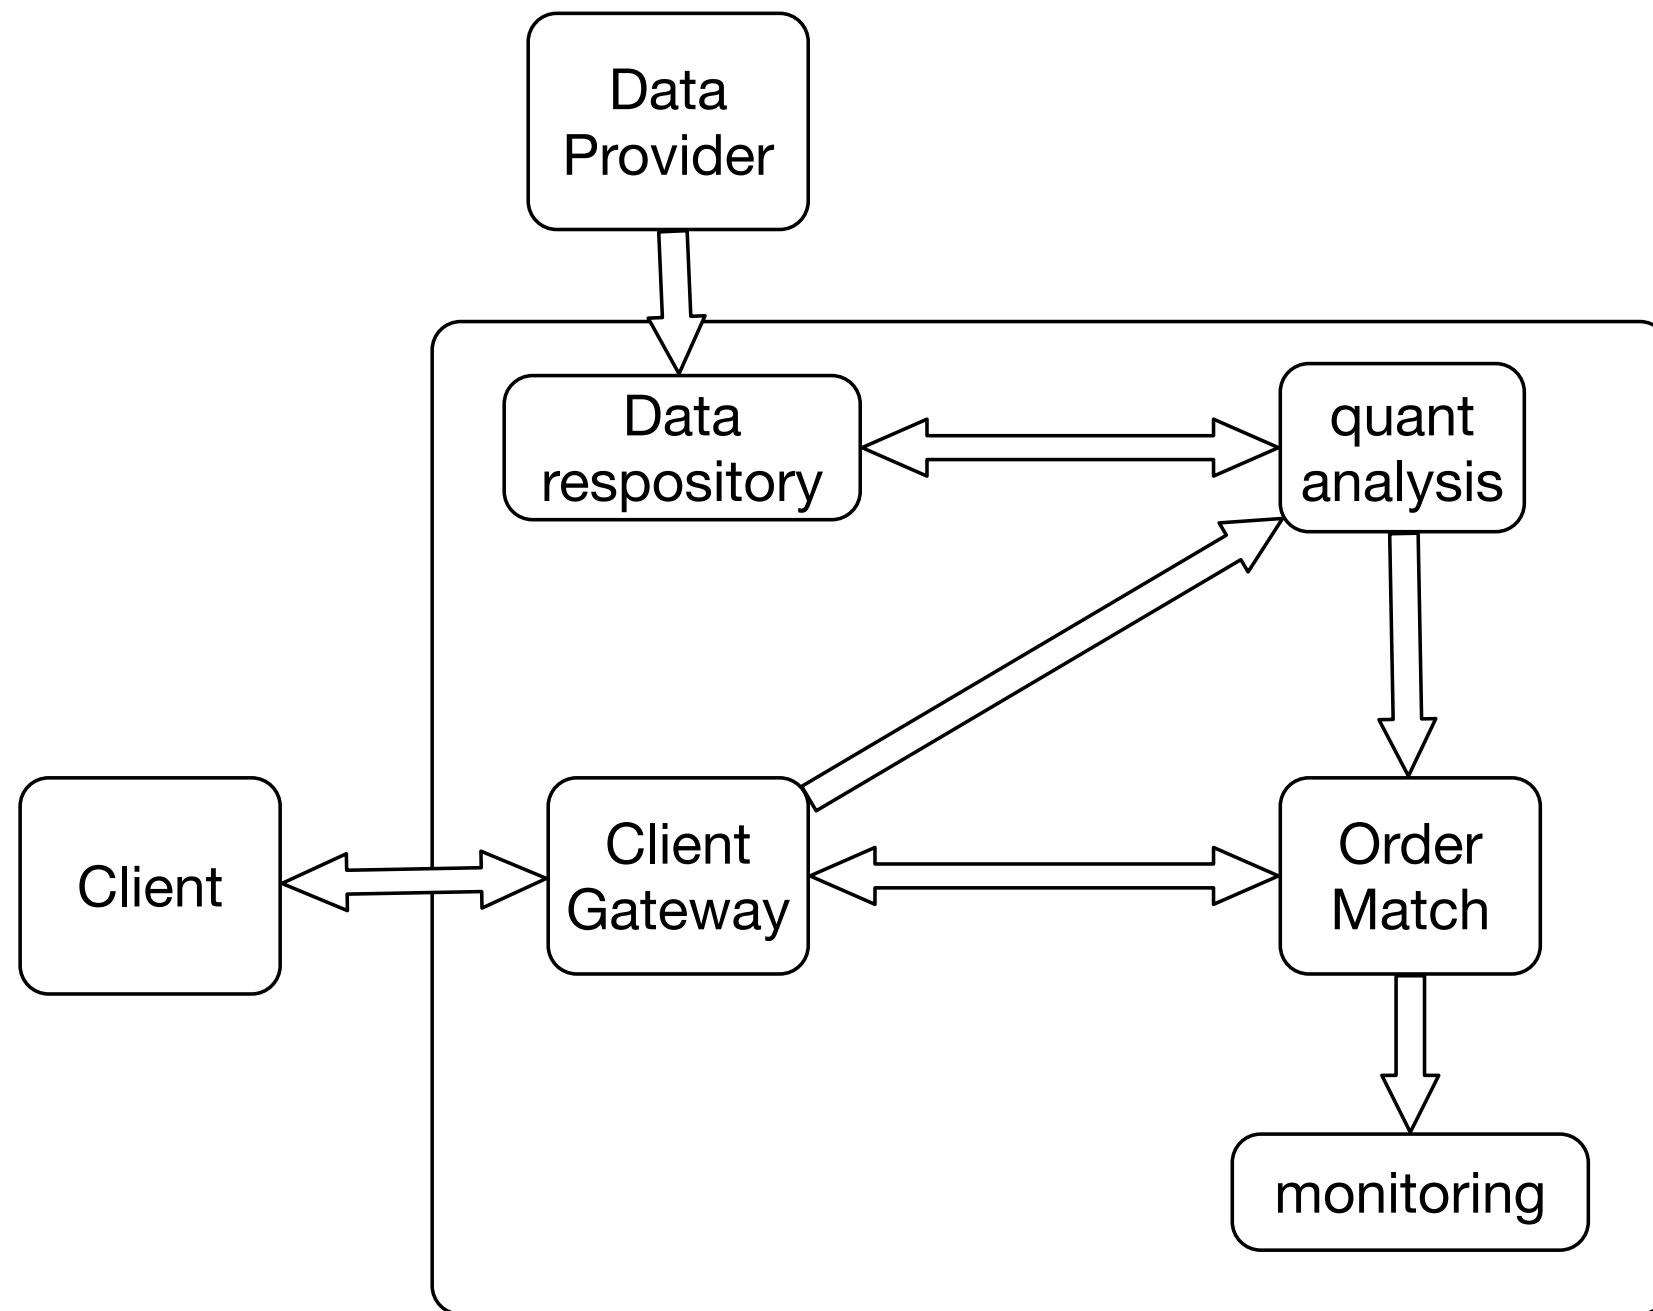 Data
Provider
Data
respository
quant
analysis
Client
Client
Gateway
Order
Match
monitoring